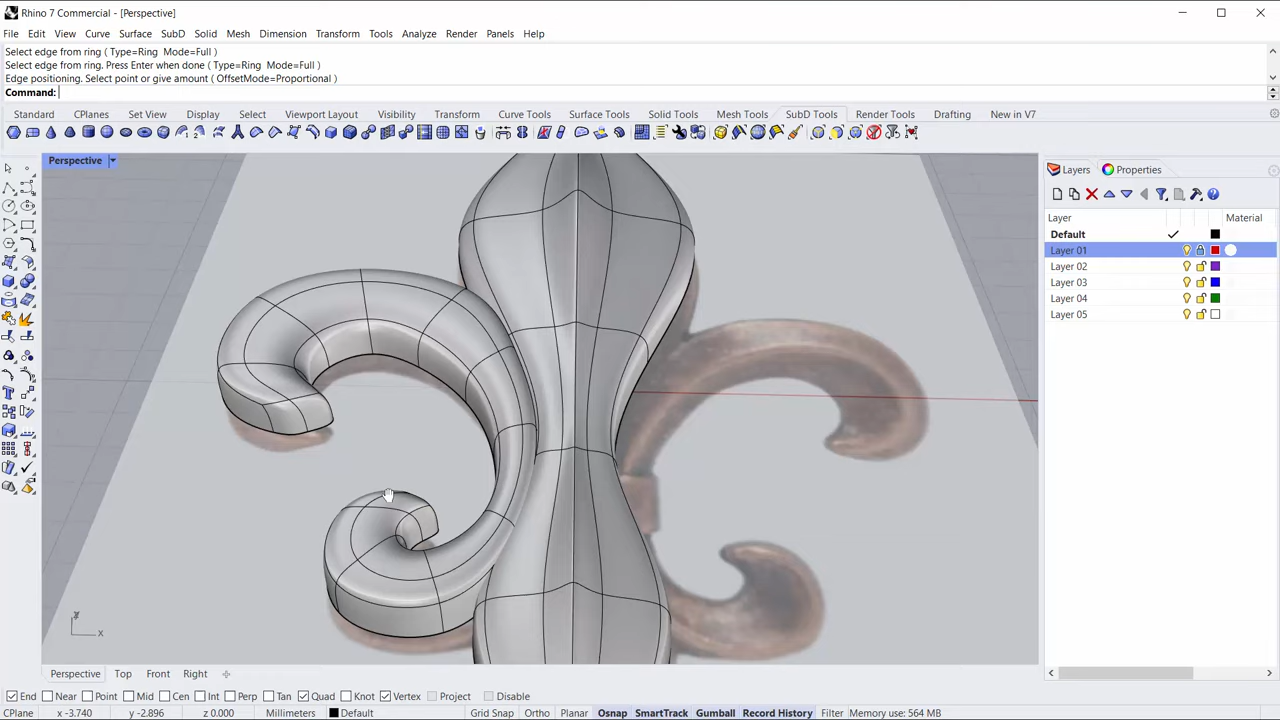 Rhino 7 Commercial - [Perspective]
File Edit View Curve Surface SubD Solid Mesh Dimension Transform Tools Analyze Render Panels Help
Select edge from ring ( Type=Ring Mode=Full )
Select edge from ring. Press Enter when done ( Type=Ring Mode=Full )
Edge positioning. Select point or give amount ( OffsetMode=Proportional )
Command:
Standard CPlanes Set View Display Select Viewport Layout Visibility Transform Curve Tools Surface Tools Solid Tools Mesh Tools SubD Tools Render Tools Drafting New in V7
Perspective
Layers Properties
Layer Material
Default
Layer 01
Layer 02
Layer 03
Layer 04
Layer 05
x
Perspective Top Front Right
End Near Point Mid Cen Int Perp Tan Quad Knot Vertex Project Disable
CPlane x -3.740 y -2.896 z 0.000 Millimeters Default Grid Snap Ortho Planar Osnap SmartTrack Gumball Record History Filter Memory use: 564 MB